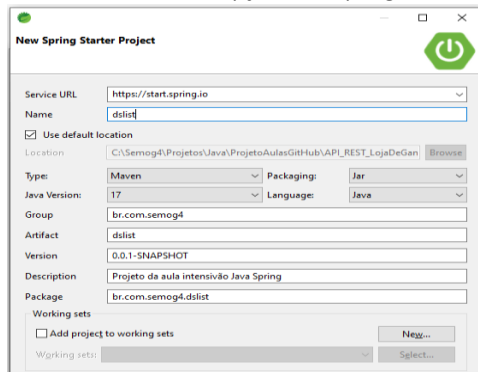 New Spring Starter Project
Service URL https://start.spring.io
Name dslist
Use default location
Location C:\Semog4\Projetos\Java\ProjetoAulasGitHub\API_REST_LojaDeGan Browse
Type: Maven Packaging: Jar
Java Version: 17 Language: Java
Group br.com.semog4
Artifact dslist
Version 0.0.1-SNAPSHOT
Description Projeto da aula intensivão Java Spring
Package br.com.semog4.dslist
Working sets
Add project to working sets New...
Working sets: Select...